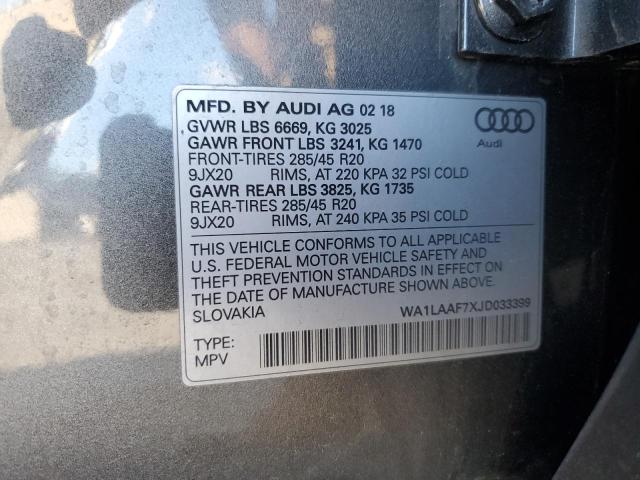 MFD. BY AUDI AG 02 18
GVWR LBS 6669, KG 3025
GAWR FRONT LBS 3241, KG 1470
FRONT-TIRES 285/45 R20
9JX20 RIMS, AT 220 KPA 32 PSI COLD
GAWR REAR LBS 3825, KG 1735
REAR-TIRES 285/45 R20
9JX20 RIMS, AT 240 KPA 35 PSI COLD
Audi
THIS VEHICLE CONFORMS TO ALL APPLICABLE
U.S. FEDERAL MOTOR VEHICLE SAFETY AND
THEFT PREVENTION STANDARDS IN EFFECT ON
THE DATE OF MANUFACTURE SHOWN ABOVE.
SLOVAKIA WA1LAAF7XJD033399
TYPE:
MPV